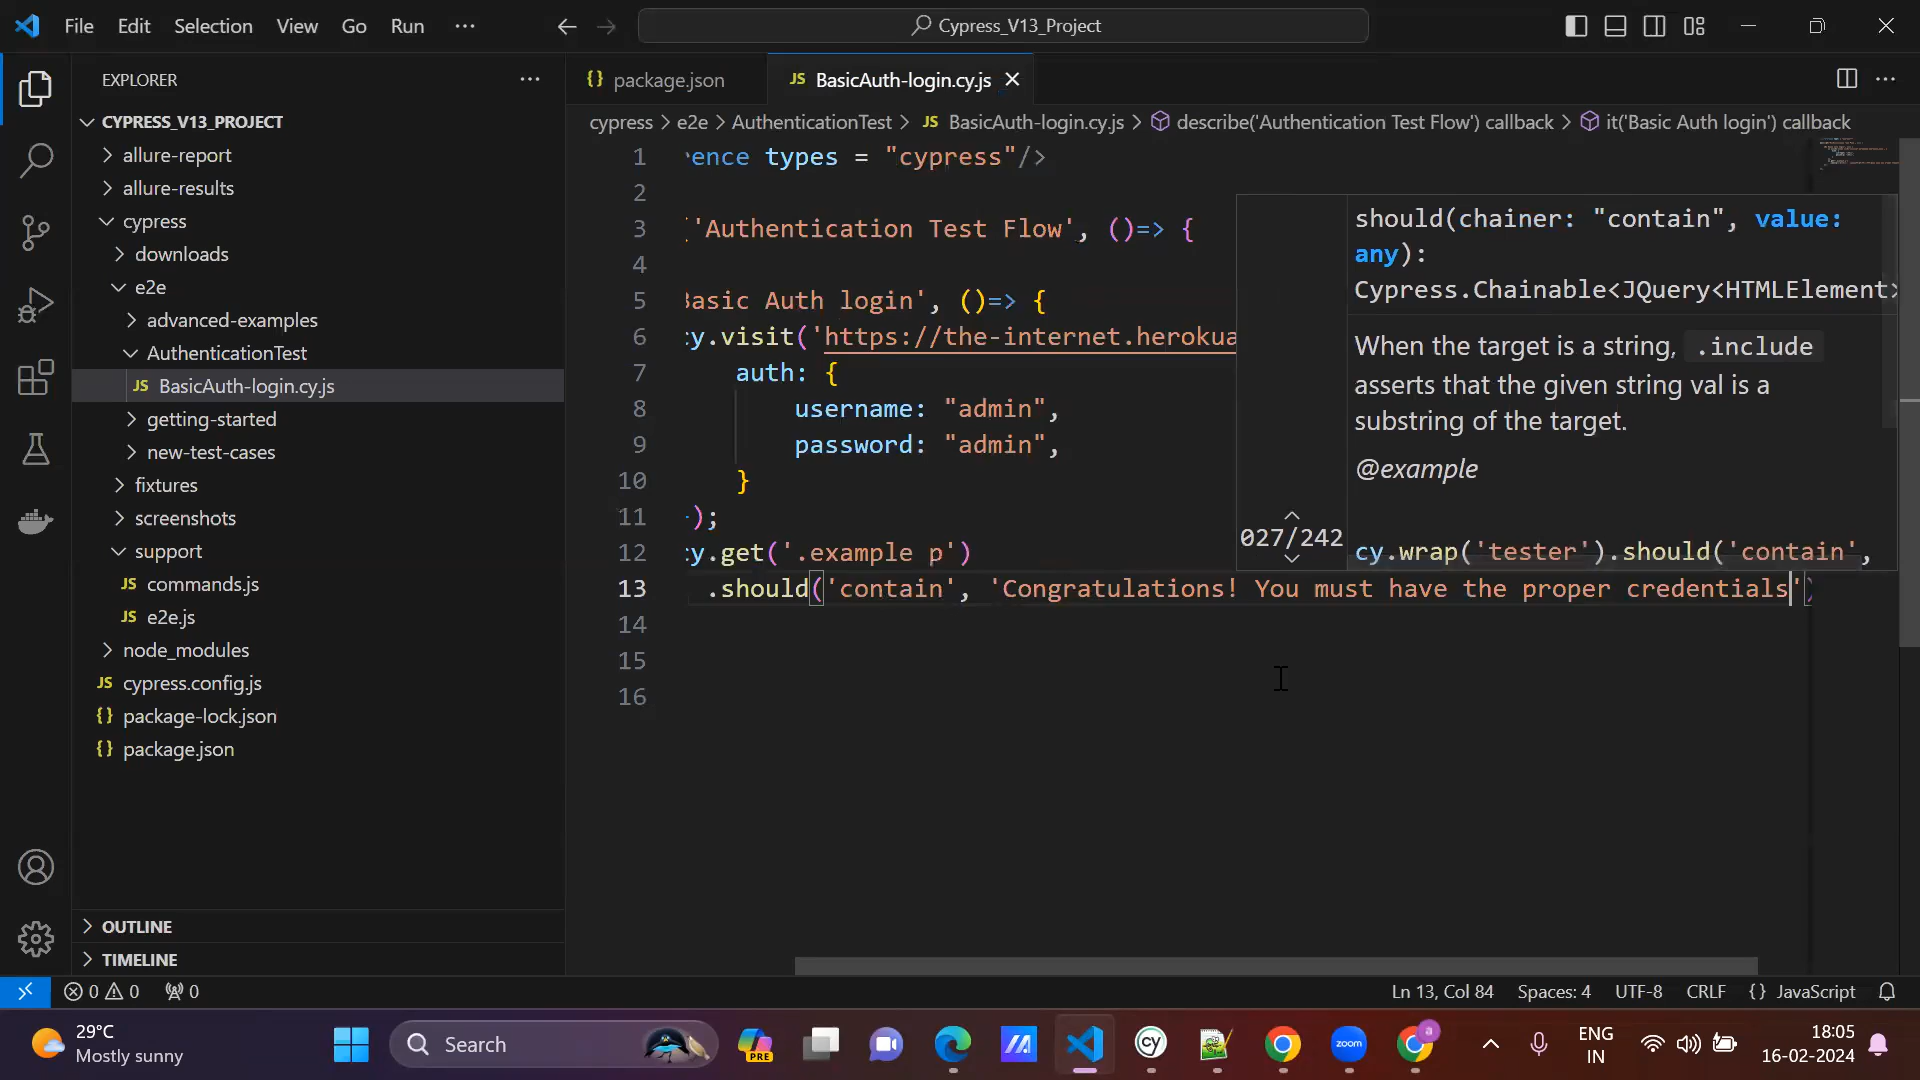 File Edit Selection View Go Run ···
Cypress_V13_Project
EXPLORER
CYPRESS_V13_PROJECT
allure-report
allure-results
cypress
downloads
e2e
advanced-examples
AuthenticationTest
JS BasicAuth-login.cy.js
getting-started
new-test-cases
fixtures
screenshots
support
JS commands.js
JS e2e.js
node_modules
JS cypress.config.js
{} package-lock.json
{} package.json
OUTLINE
TIMELINE
{} package.json
JS BasicAuth-login.cy.js
cypress > e2e > AuthenticationTest > JS BasicAuth-login.cy.js > describe('Authentication Test Flow') callback > it('Basic Auth login') callback
1 rence types = "cypress"/>
2
3 ('Authentication Test Flow', ()=> {
4
5 Basic Auth login', ()=> {
6 cy.visit('https://the-internet.herokua
7 auth: {
8 username: "admin",
9 password: "admin",
10 }
11 });
12 cy.get('.example p')
13 .should('contain', 'Congratulations! You must have the proper credentials')
14
15
16
027/242
should(chainer: "contain", value:
any):
Cypress.Chainable<JQuery<HTMLElement>
When the target is a string, .include
asserts that the given string val is a
substring of the target.
@example
cy.wrap('tester').should('contain',
0 0 0
Ln 13, Col 84 Spaces: 4 UTF-8 CRLF {} JavaScript
29°C
Mostly sunny
Search
PRE
cy
zoom
a
ENG
IN
18:05
16-02-2024